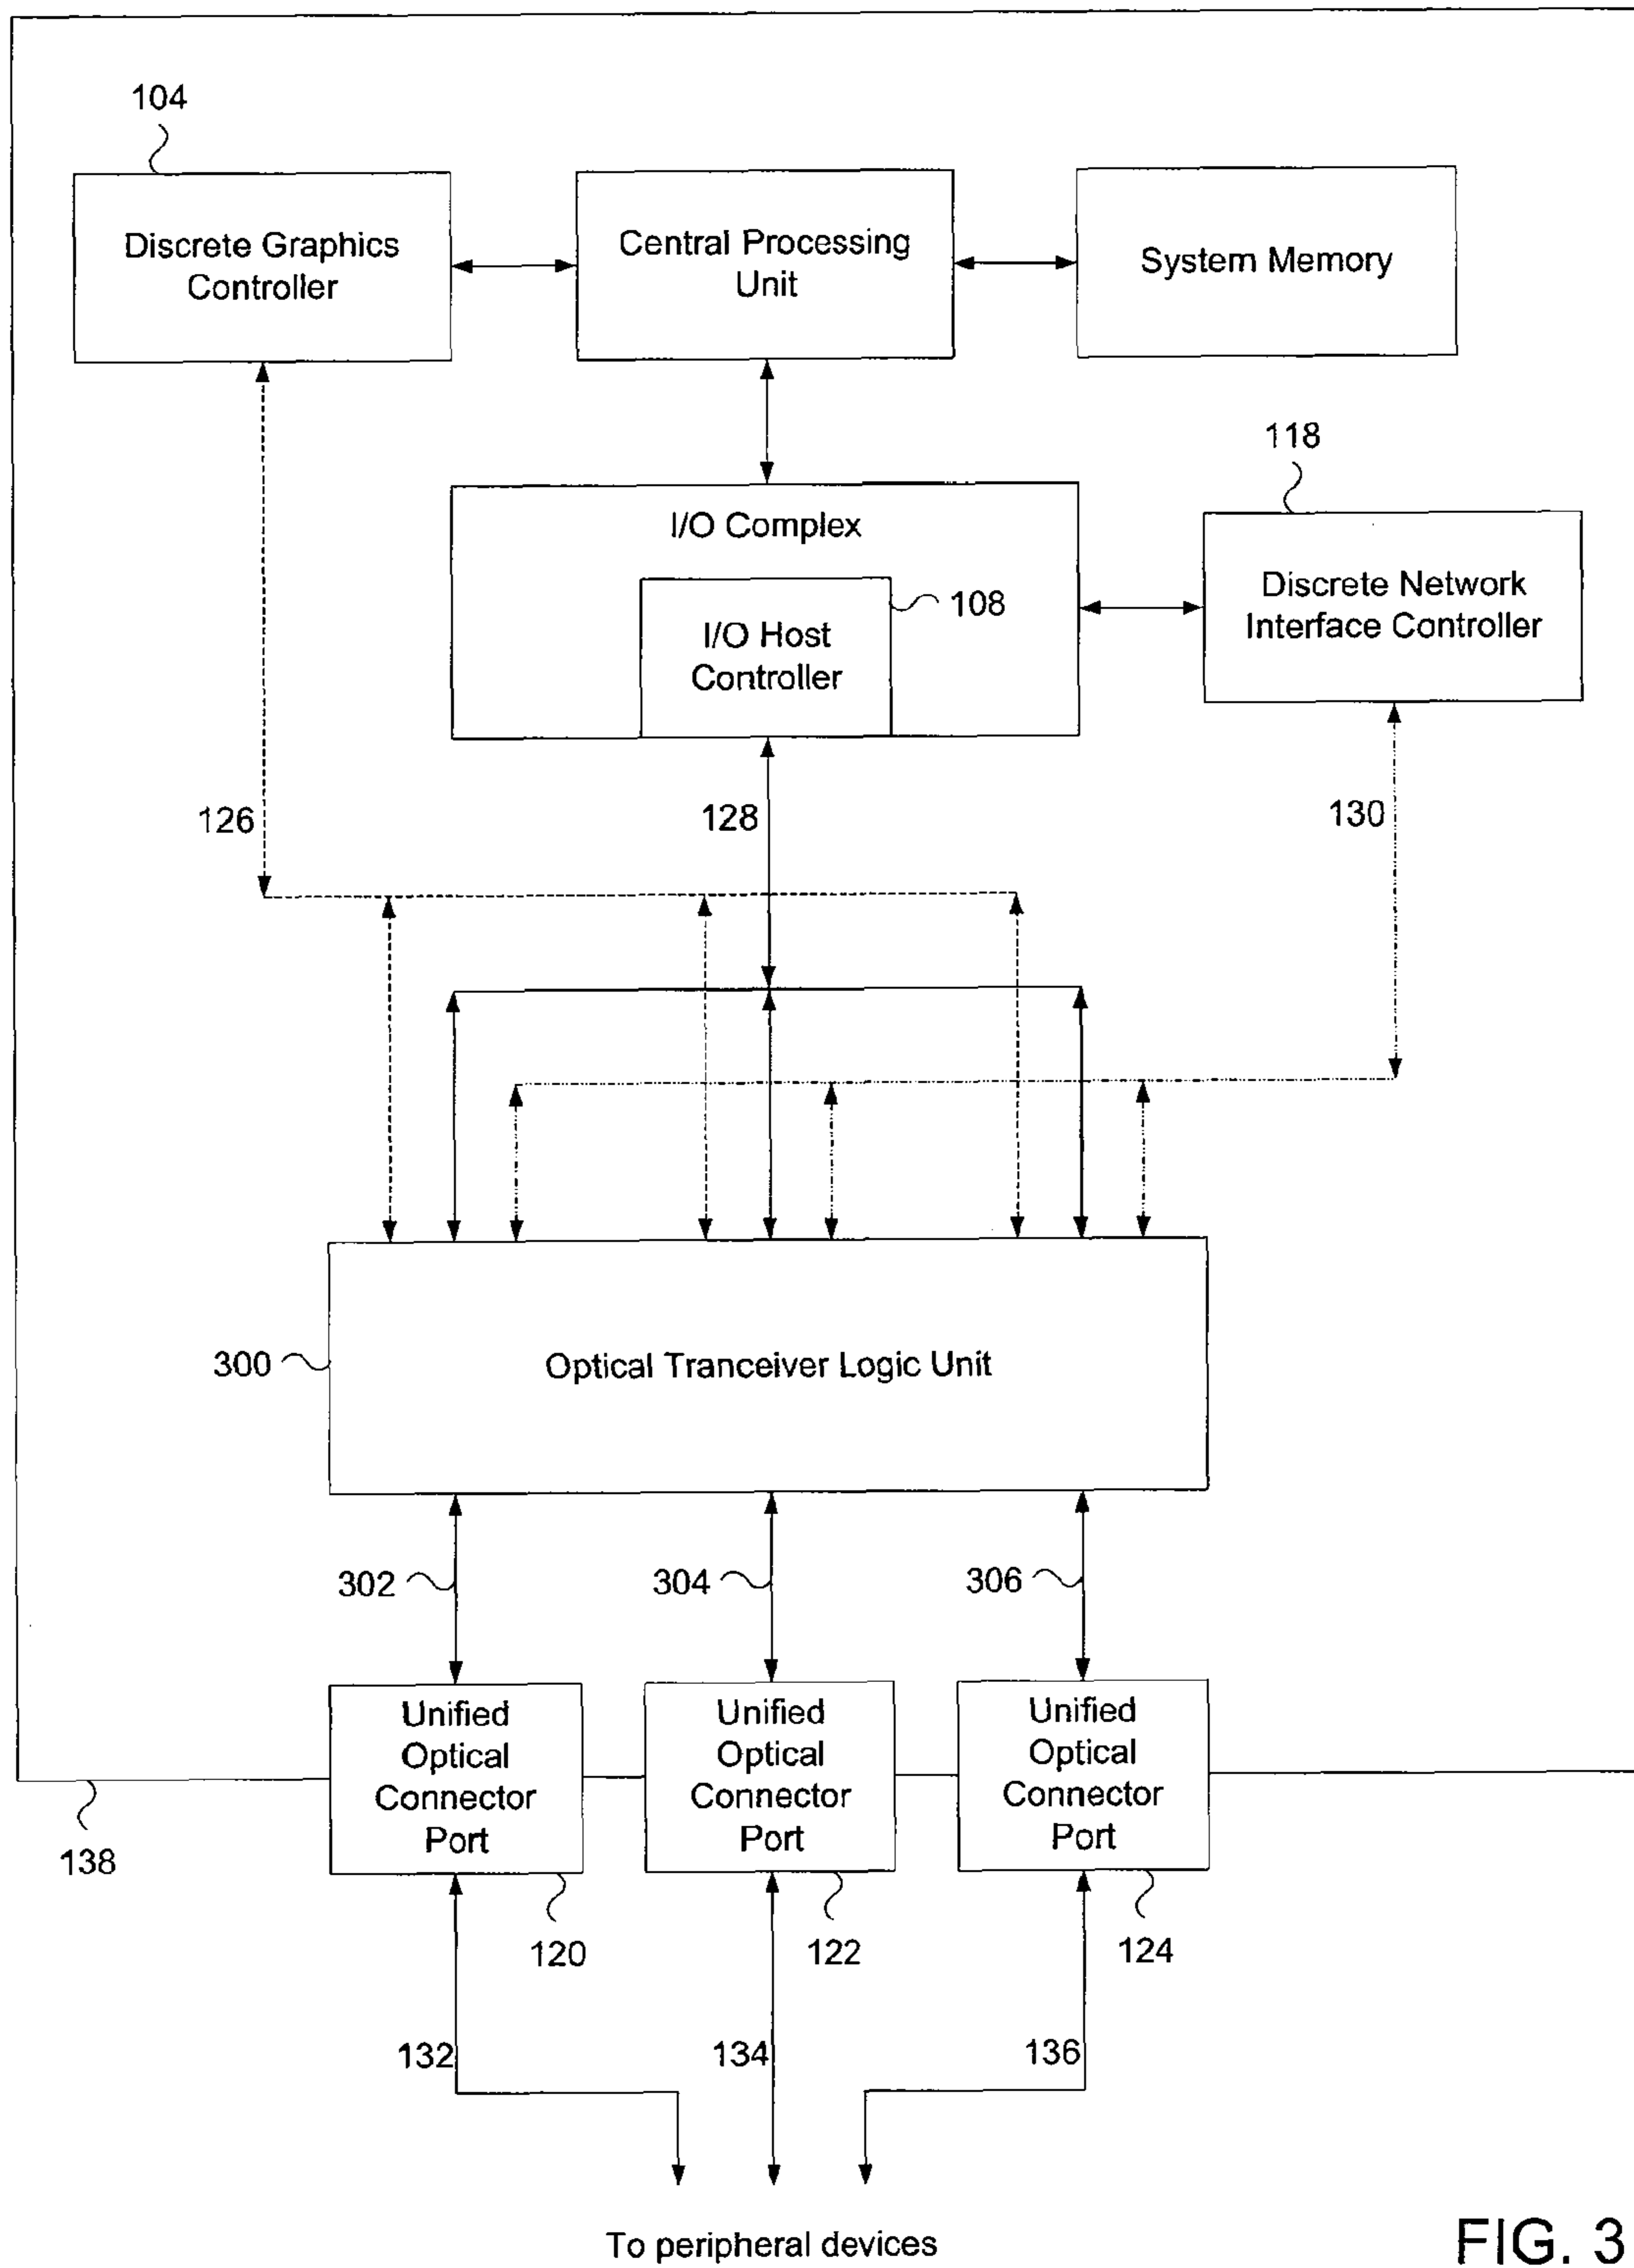 104
Discrete Graphics
Controller
Central Processing
Unit
System Memory
118
I/O Complex
108
I/O Host
Controller
Discrete Network
Interface Controller
126
128
130
300
Optical Tranceiver Logic Unit
302
304
306
Unified
Optical
Connector
Port
Unified
Optical
Connector
Port
Unified
Optical
Connector
Port
138
120
122
124
132
134
136
To peripheral devices
FIG. 3